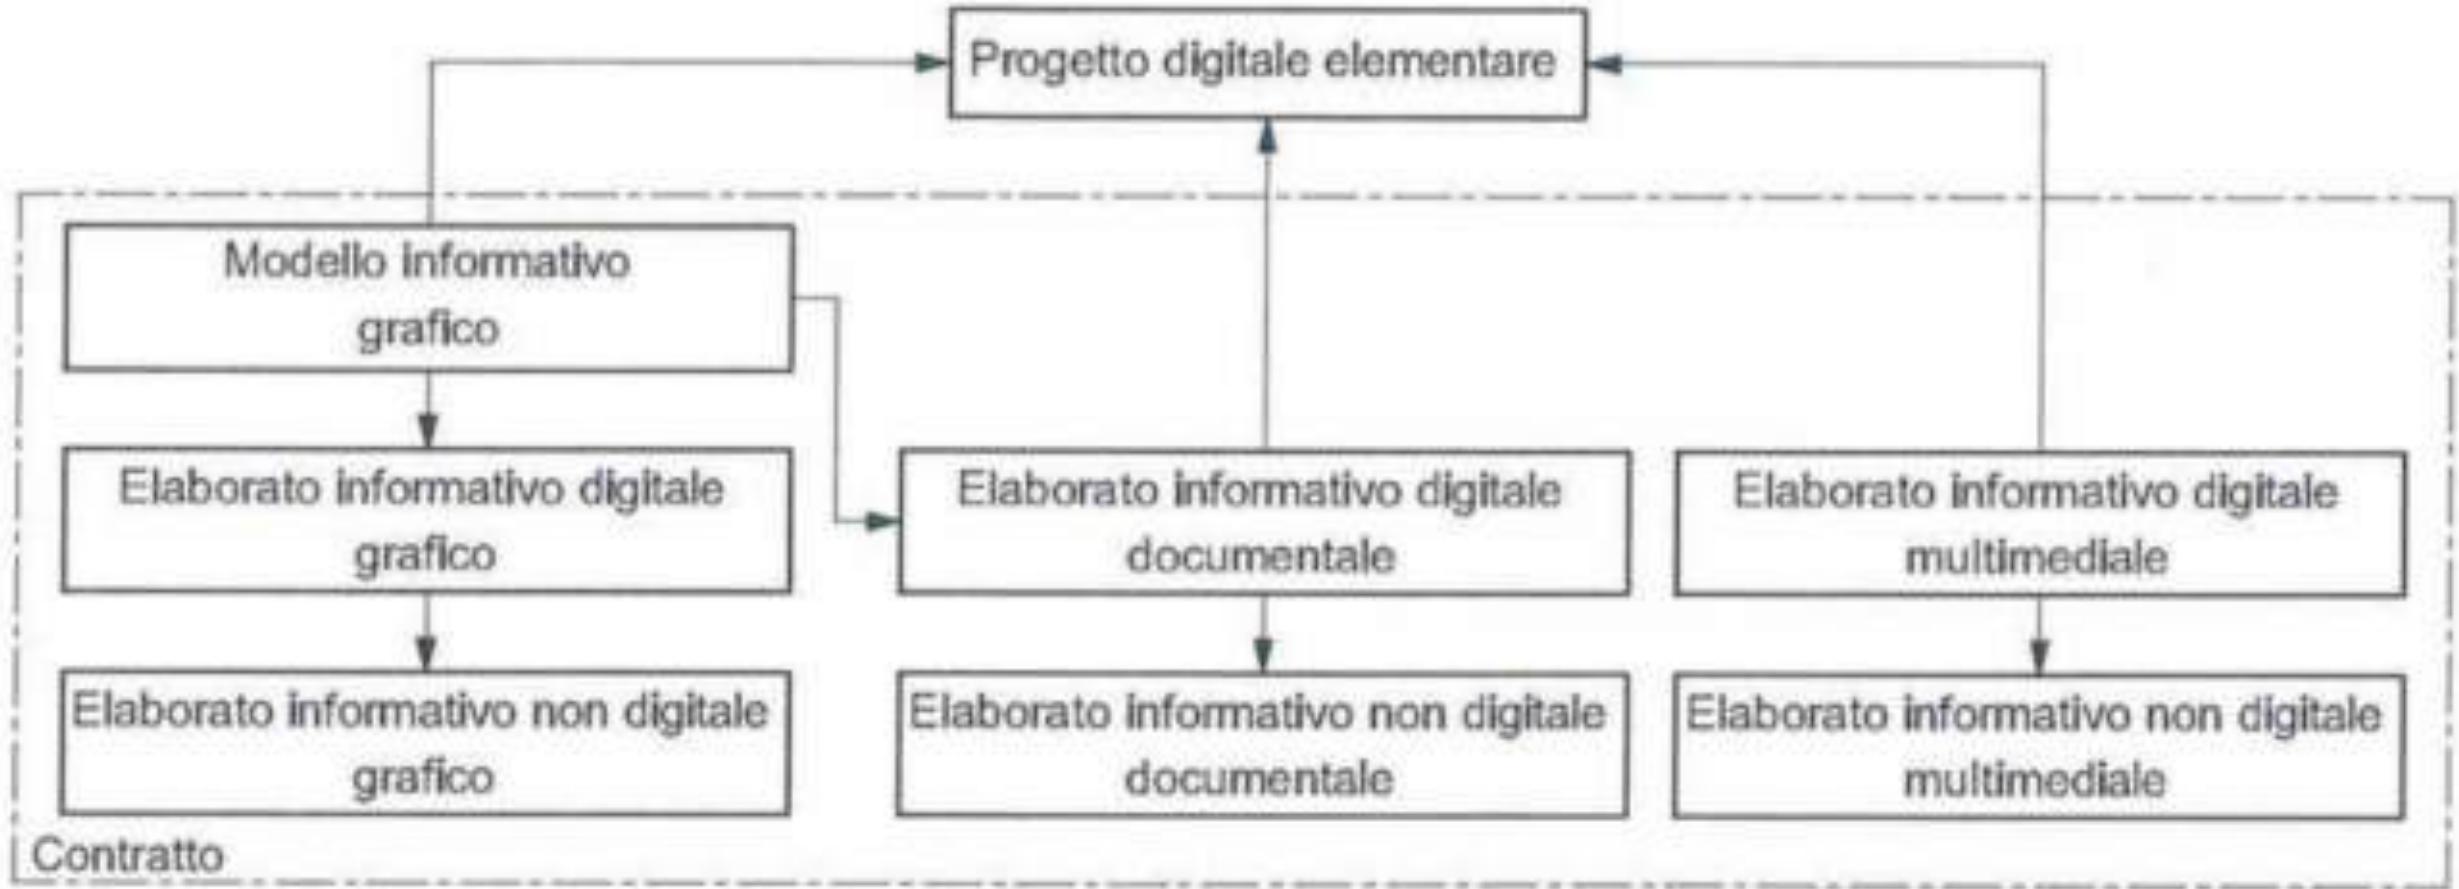 Progetto digitale elementare
Modello informativo
grafico
Elaborato informativo digitale
grafico
Elaborato informativo digitale
documentale
Elaborato informativo digitale
multimediale
Elaborato informativo non digitale
grafico
Elaborato informativo non digitale
documentale
Elaborato informativo non digitale
multimediale
Contratto